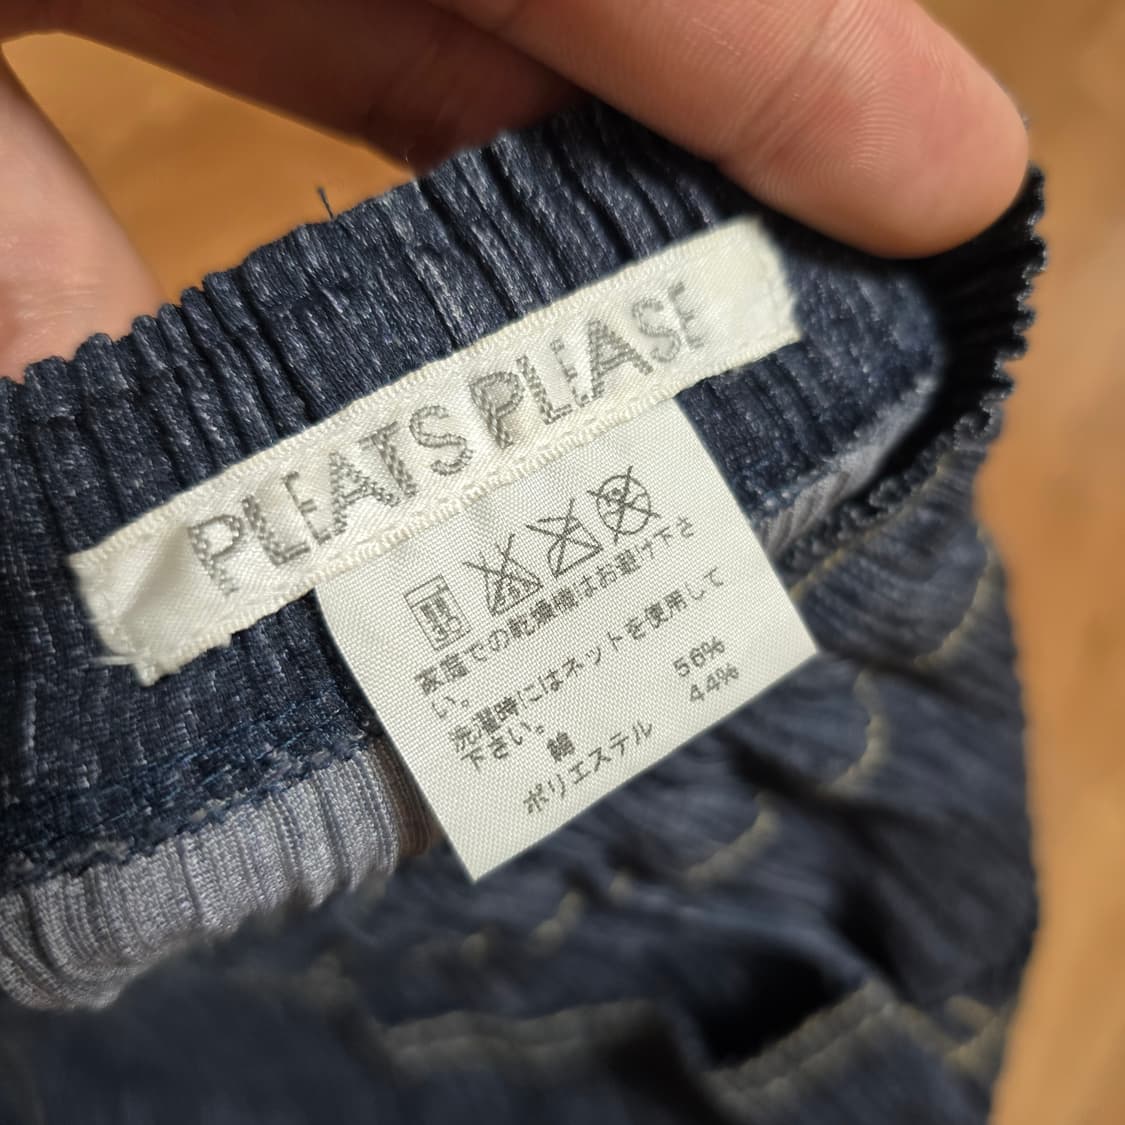 PLEATS PLEASE
家庭での乾燥機はお避け下さ
い。
洗濯時にはネットを使用して
下さい。
綿 56%
ポリエステル 44%